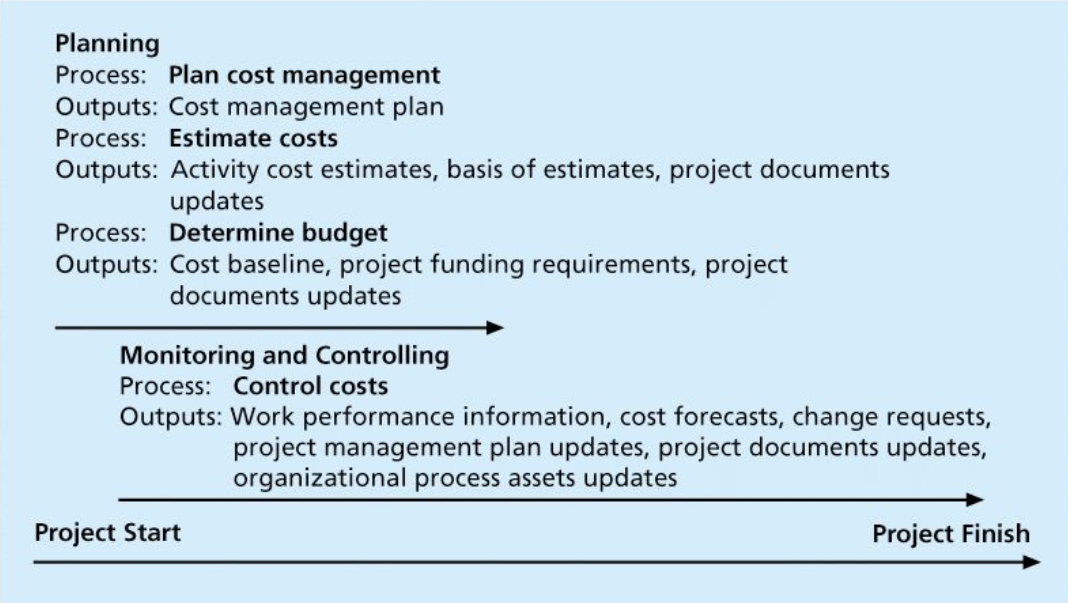 Planning
Process: Plan cost management
Outputs: Cost management plan
Process: Estimate costs
Outputs: Activity cost estimates, basis of estimates, project documents
updates
Process: Determine budget
Outputs: Cost baseline, project funding requirements, project
documents updates
Monitoring and Controlling
Process: Control costs
Outputs: Work performance information, cost forecasts, change requests,
project management plan updates, project documents updates,
organizational process assets updates
Project Start Project Finish